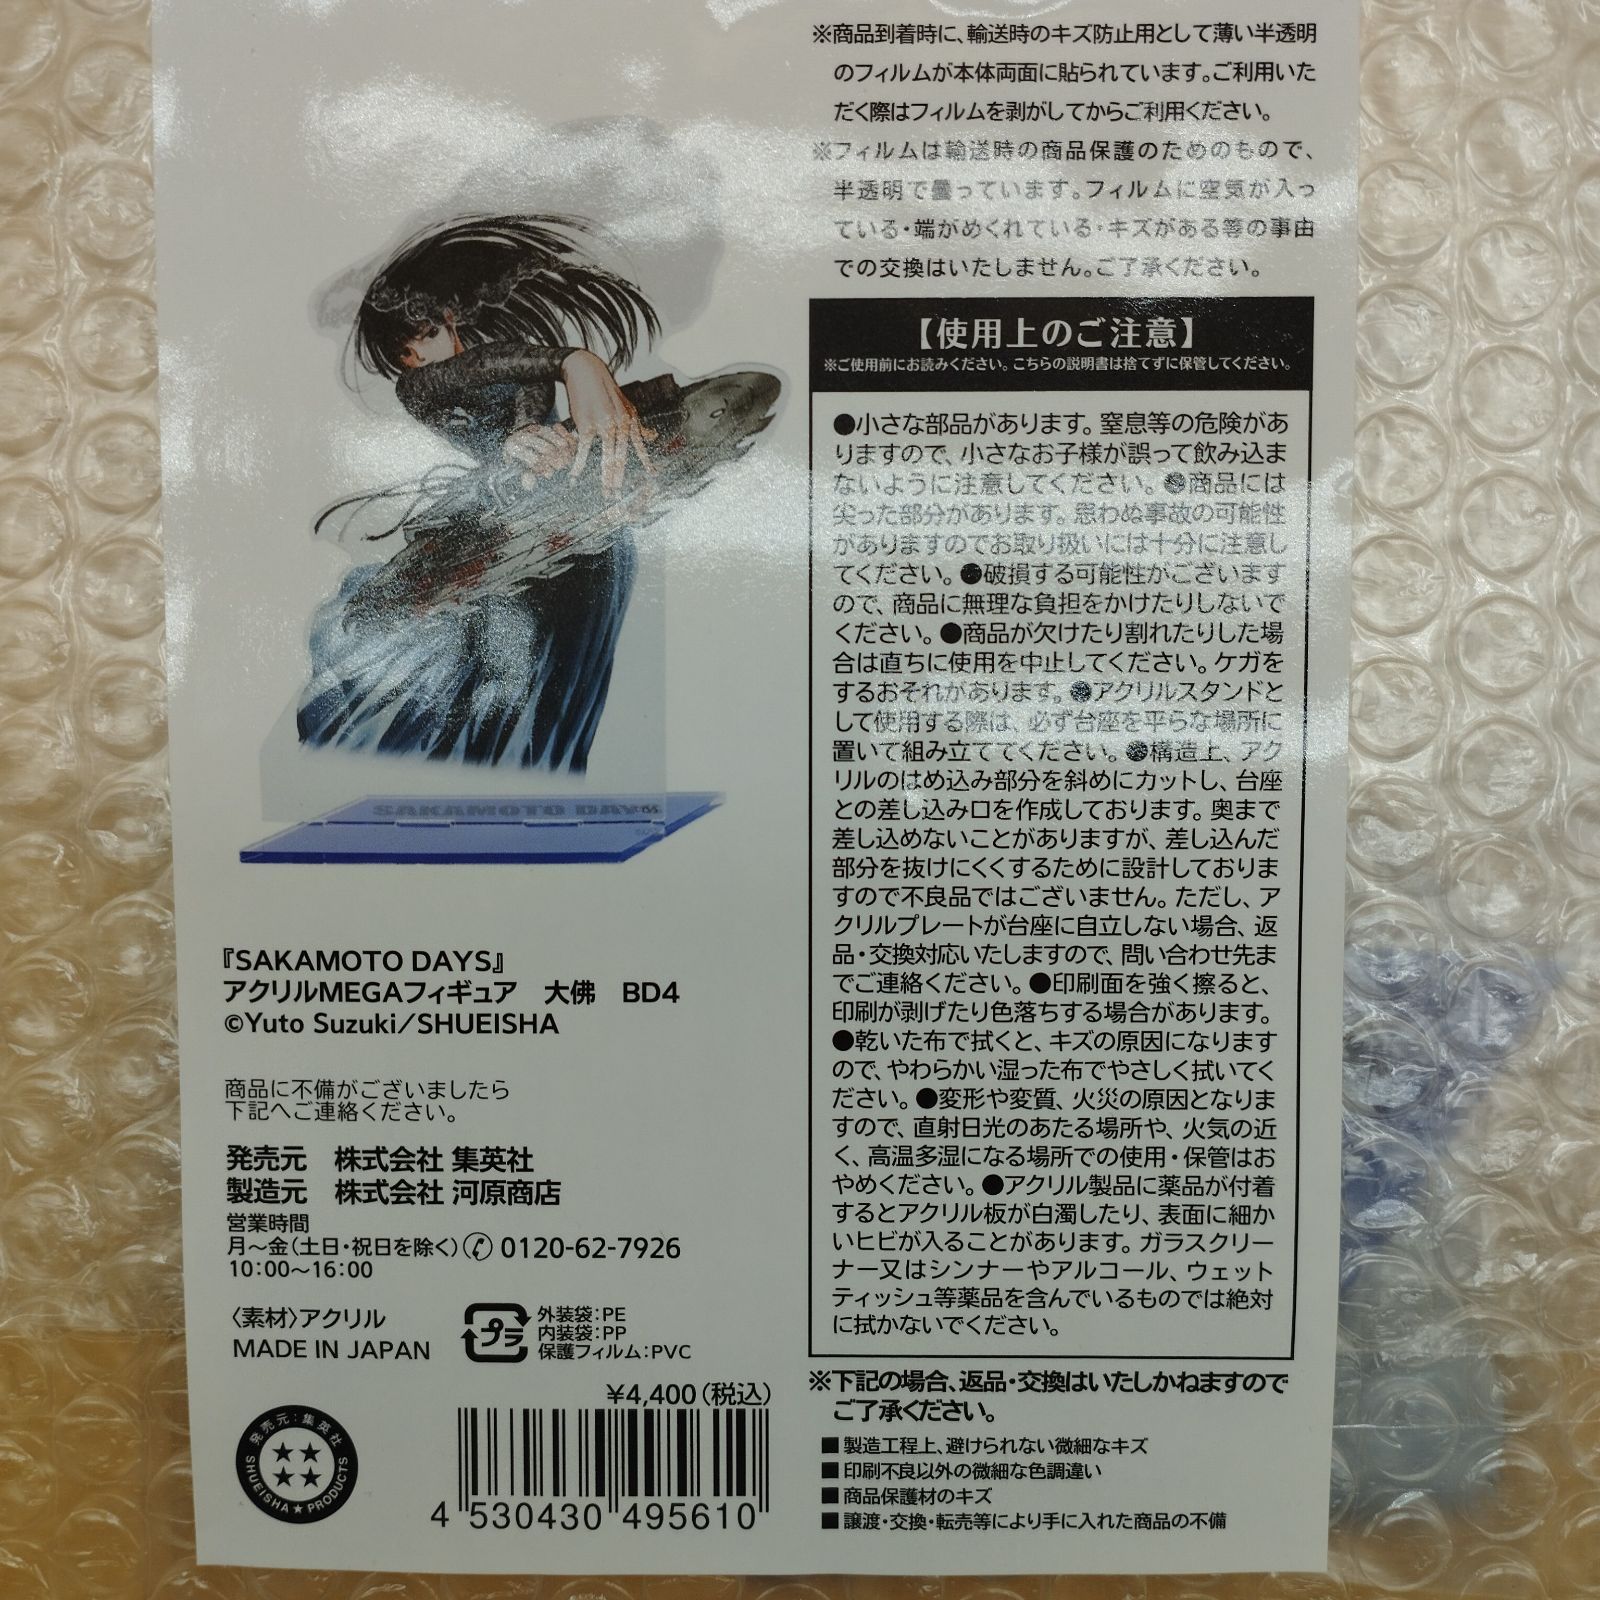 ※商品到着時に、輸送時のキズ防止用として薄い半透明
のフィルムが本体両面に貼られています。ご利用いた
だく際はフィルムを剥がしてからご利用ください。
※フィルムは輸送時の商品保護のためのもので、
半透明で曇っています。フィルムに空気が入っ
ている・端がめくれている・キズがある等の事由
での交換はいたしません。ご了承ください。
【使用上のご注意】
※ご使用前にお読みください。こちらの説明書は捨てずに保管してください。
●小さな部品があります。窒息等の危険があ
りますので、小さなお子様が誤って飲み込ま
ないように注意してください。●商品には
尖った部分があります。思わぬ事故の可能性
がありますのでお取り扱いには十分に注意し
てください。●破損する可能性がございます
ので、商品に無理な負担をかけたりしないで
ください。●商品が欠けたり割れたりした場
合は直ちに使用を中止してください。ケガを
するおそれがあります。●アクリルスタンドと
して使用する際は、必ず台座を平らな場所に
置いて組み立ててください。●構造上、アク
リルのはめ込み部分を斜めにカットし、台座
との差し込み口を作成しております。奥まで
差し込めないことがありますが、差し込んだ
部分を抜けにくくするために設計しておりま
すので不良品ではございません。ただし、ア
クリルプレートが台座に自立しない場合、返
品・交換対応いたしますので、問い合わせ先ま
でご連絡ください。●印刷面を強く擦ると、
印刷が剥げたり色落ちする場合があります。
●乾いた布で拭くと、キズの原因になります
ので、やわらかい湿った布でやさしく拭いてく
ださい。●変形や変質、火災の原因となりま
すので、直射日光のあたる場所や、火気の近
く、高温多湿になる場所での使用・保管はお
やめください。●アクリル製品に薬品が付着
するとアクリル板が白濁したり、表面に細か
いヒビが入ることがあります。ガラスクリー
ナー又はシンナーやアルコール、ウェット
ティッシュ等薬品を含んでいるものでは絶対
に拭かないでください。
※下記の場合、返品・交換はいたしかねますので
ご了承ください。
■製造工程上、避けられない微細なキズ
■印刷不良以外の微細な色調違い
■商品保護材のキズ
■譲渡・交換・転売等により手に入れた商品の不備
SAKAMOTO DAYS
『SAKAMOTO DAYS』
アクリルMEGAフィギュア 大佛 BD4
©Yuto Suzuki／SHUEISHA
商品に不備がございましたら
下記へご連絡ください。
発売元 株式会社 集英社
製造元 株式会社 河原商店
営業時間
月～金（土日・祝日を除く） 0120-62-7926
10:00～16:00
〈素材〉アクリル
MADE IN JAPAN
プラ
外装袋：PE
内装袋：PP
保護フィルム：PVC
¥4,400（税込）
発売元：集英社
SHUEISHA ★ PRODUCTS
4 530430 495610